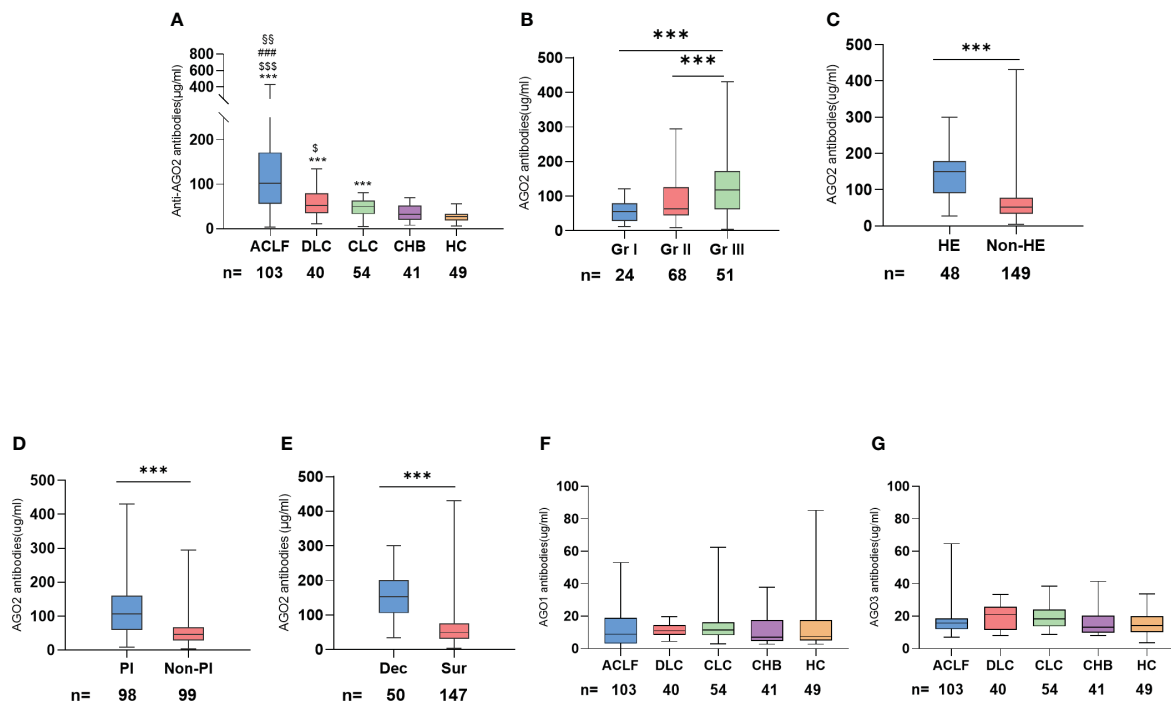 A
§§
###
$$$
***
800
600
400
200
100
0
Anti-AGO2 antibodies(µg/ml)
$
***
***
ACLF DLC CLC CHB HC
n= 103 40 54 41 49
B
***
***
500
400
300
200
100
0
AGO2 antibodies(ug/ml)
Gr I Gr II Gr III
n= 24 68 51
C
***
500
400
300
200
100
0
AGO2 antibodies(ug/ml)
HE Non-HE
n= 48 149
D
***
500
400
300
200
100
0
AGO2 antibodies(ug/ml)
PI Non-PI
n= 98 99
E
***
500
400
300
200
100
0
AGO2 antibodies (µg/ml)
Dec Sur
n= 50 147
F
100
80
60
40
20
0
AGO1 antibodies(ug/ml)
ACLF DLC CLC CHB HC
n= 103 40 54 41 49
G
100
80
60
40
20
0
AGO3 antibodies(ug/ml)
ACLF DLC CLC CHB HC
n= 103 40 54 41 49